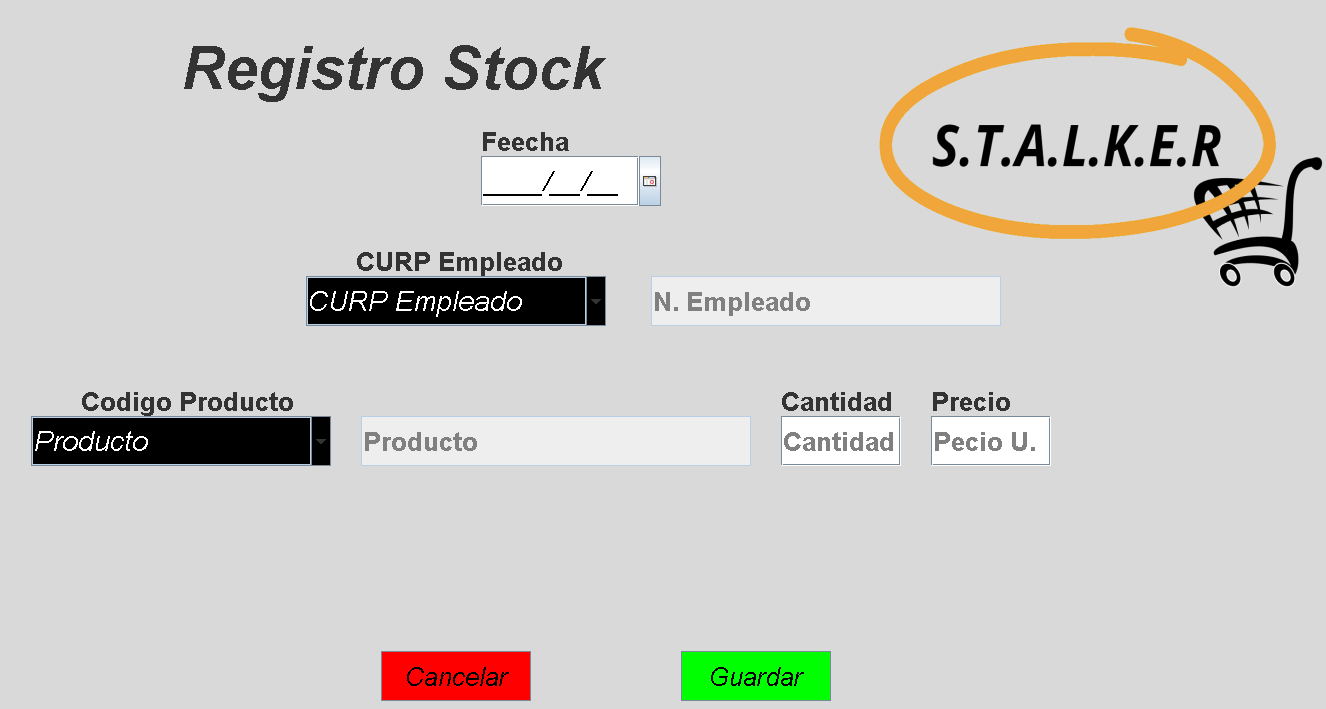 Registro Stock
S.T.A.L.K.E.R
Feecha
____/__/__
CURP Empleado
CURP Empleado
N. Empleado
Codigo Producto
Cantidad
Precio
Producto
Producto
Cantidad
Pecio U.
Cancelar
Guardar